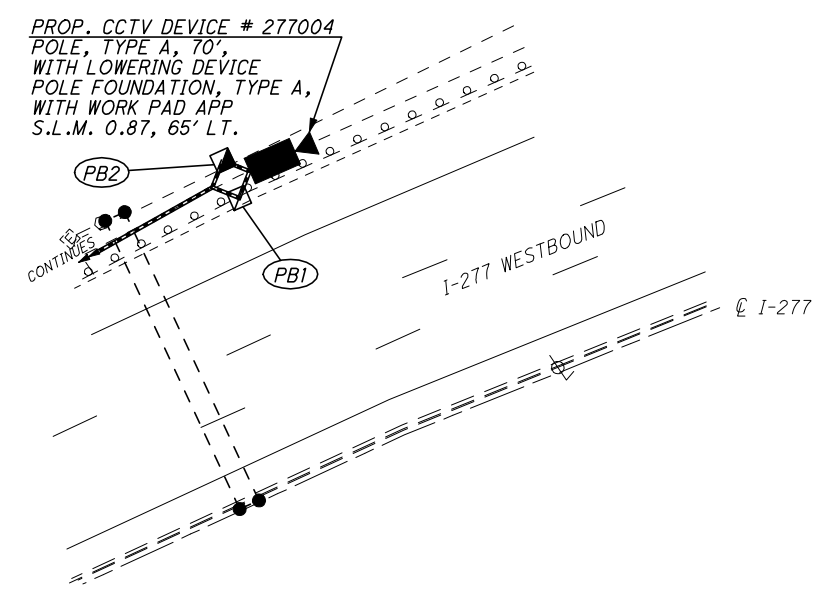 PROP. CCTV DEVICE # 277004
POLE, TYPE A, 70',
WITH LOWERING DEVICE
POLE FOUNDATION, TYPE A,
WITH WORK PAD APP
S.L.M. 0.87, 65' LT.
PB2
[E]
CONTINUES
PB1
I-277 WESTBOUND
℄ I-277